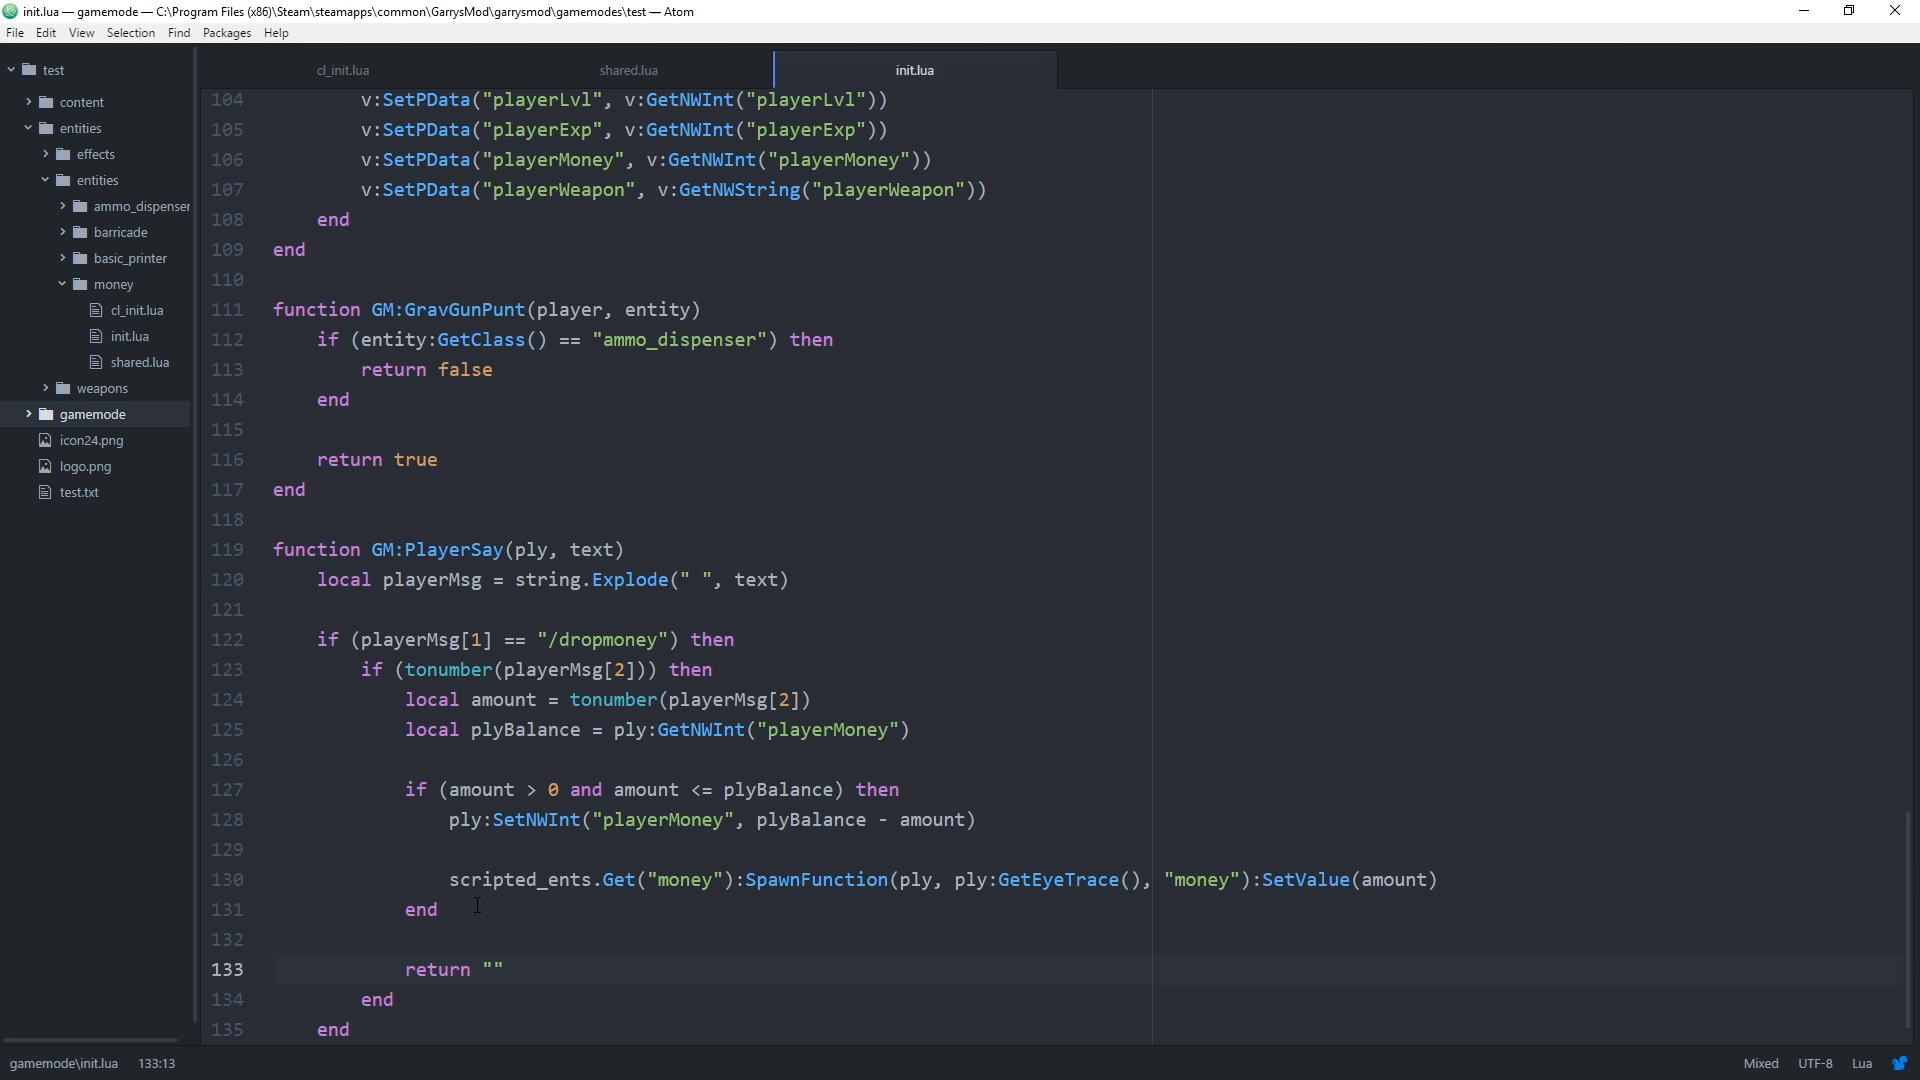 init.lua — gamemode — C:\Program Files (x86)\Steam\steamapps\common\GarrysMod\garrysmod\gamemodes\test — Atom
File Edit View Selection Find Packages Help
test
content
entities
effects
entities
ammo_dispenser
barricade
basic_printer
money
cl_init.lua
init.lua
shared.lua
weapons
gamemode
icon24.png
logo.png
test.txt
cl_init.lua shared.lua init.lua
104 v:SetPData("playerLvl", v:GetNWInt("playerLvl"))
105 v:SetPData("playerExp", v:GetNWInt("playerExp"))
106 v:SetPData("playerMoney", v:GetNWInt("playerMoney"))
107 v:SetPData("playerWeapon", v:GetNWString("playerWeapon"))
108 end
109 end
110
111 function GM:GravGunPunt(player, entity)
112 if (entity:GetClass() == "ammo_dispenser") then
113 return false
114 end
115
116 return true
117 end
118
119 function GM:PlayerSay(ply, text)
120 local playerMsg = string.Explode(" ", text)
121
122 if (playerMsg[1] == "/dropmoney") then
123 if (tonumber(playerMsg[2])) then
124 local amount = tonumber(playerMsg[2])
125 local plyBalance = ply:GetNWInt("playerMoney")
126
127 if (amount > 0 and amount <= plyBalance) then
128 ply:SetNWInt("playerMoney", plyBalance - amount)
129
130 scripted_ents.Get("money"):SpawnFunction(ply, ply:GetEyeTrace(), "money"):SetValue(amount)
131 end
132
133 return ""
134 end
135 end
gamemode\init.lua 133:13 Mixed UTF-8 Lua